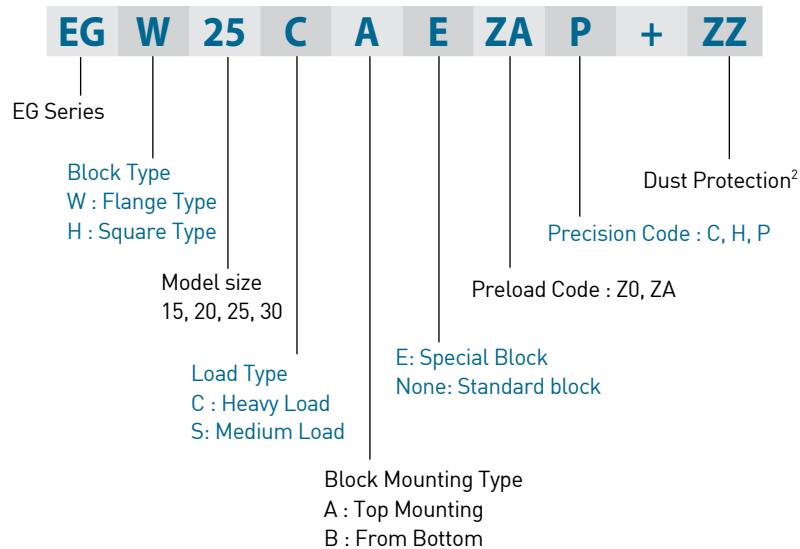 EG W 25 C A E ZA P + ZZ
EG Series
Block Type
W : Flange Type
H : Square Type
Dust Protection²
Precision Code : C, H, P
Model size
15, 20, 25, 30
Preload Code : Z0, ZA
E: Special Block
None: Standard block
Load Type
C : Heavy Load
S: Medium Load
Block Mounting Type
A : Top Mounting
B : From Bottom